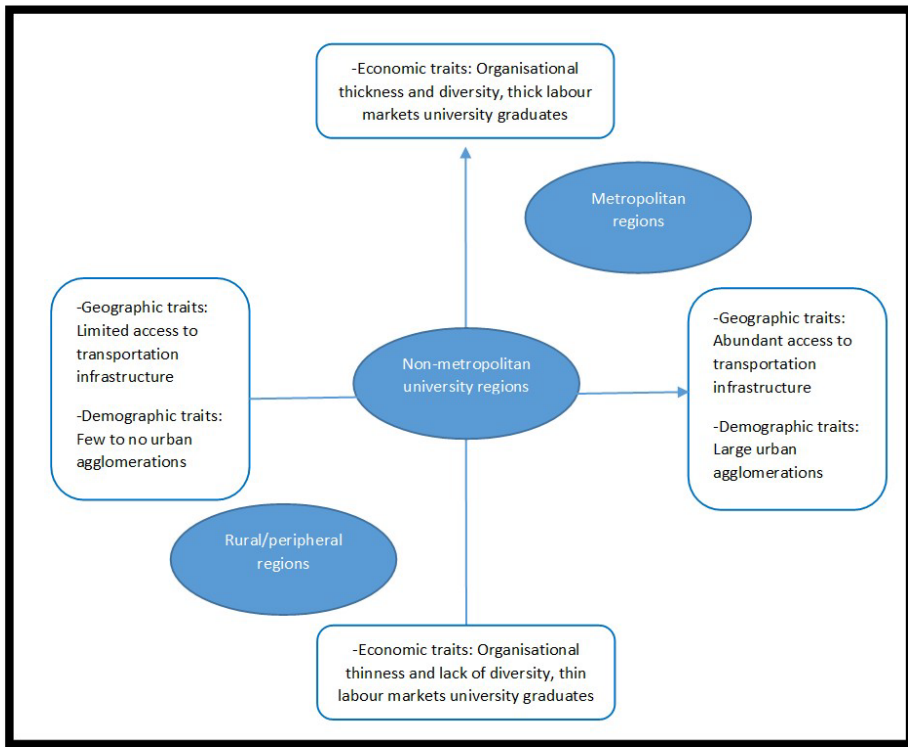 -Economic traits: Organisational
thickness and diversity, thick labour
markets university graduates
Metropolitan
regions
-Geographic traits:
Limited access to
transportation
infrastructure
-Demographic traits:
Few to no urban
agglomerations
Non-metropolitan
university regions
-Geographic traits:
Abundant access to
transportation
infrastructure
-Demographic traits:
Large urban
agglomerations
Rural/peripheral
regions
-Economic traits: Organisational
thinness and lack of diversity, thin
labour markets university graduates